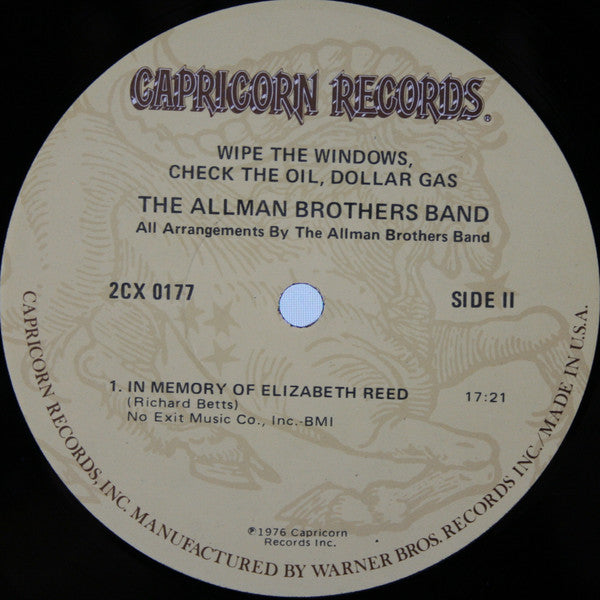 CAPRICORN RECORDS®
WIPE THE WINDOWS,
CHECK THE OIL, DOLLAR GAS
THE ALLMAN BROTHERS BAND
All Arrangements By The Allman Brothers Band
2CX 0177
SIDE II
1. IN MEMORY OF ELIZABETH REED 17:21
(Richard Betts)
No Exit Music Co., Inc.-BMI
℗1976 Capricorn
Records Inc.
CAPRICORN RECORDS, INC. MANUFACTURED BY WARNER BROS. RECORDS INC./MADE IN U.S.A.